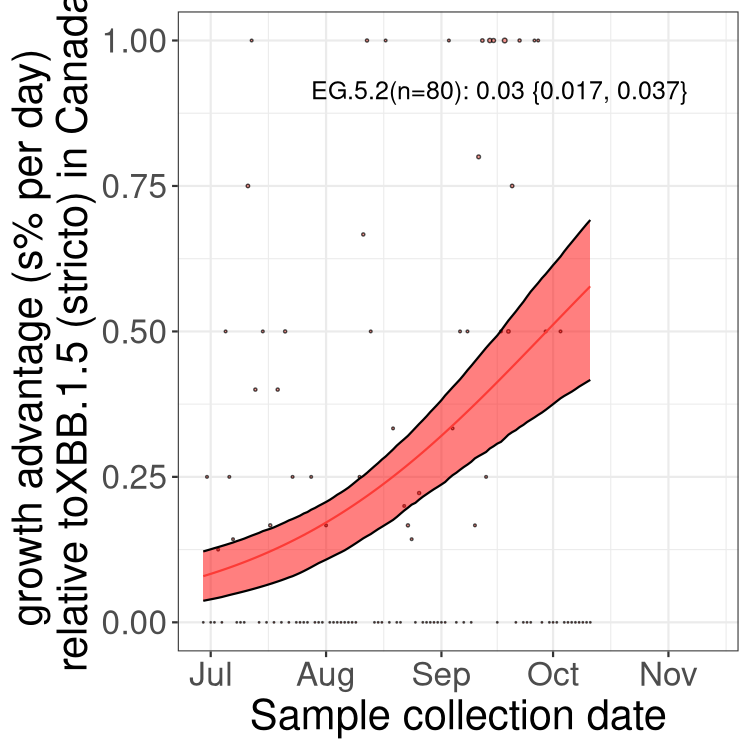 growth advantage (s% per day)
relative toXBB.1.5 (stricto) in Canada
1.00
0.75
0.50
0.25
0.00
EG.5.2(n=80): 0.03 {0.017, 0.037}
Jul Aug Sep Oct Nov
Sample collection date